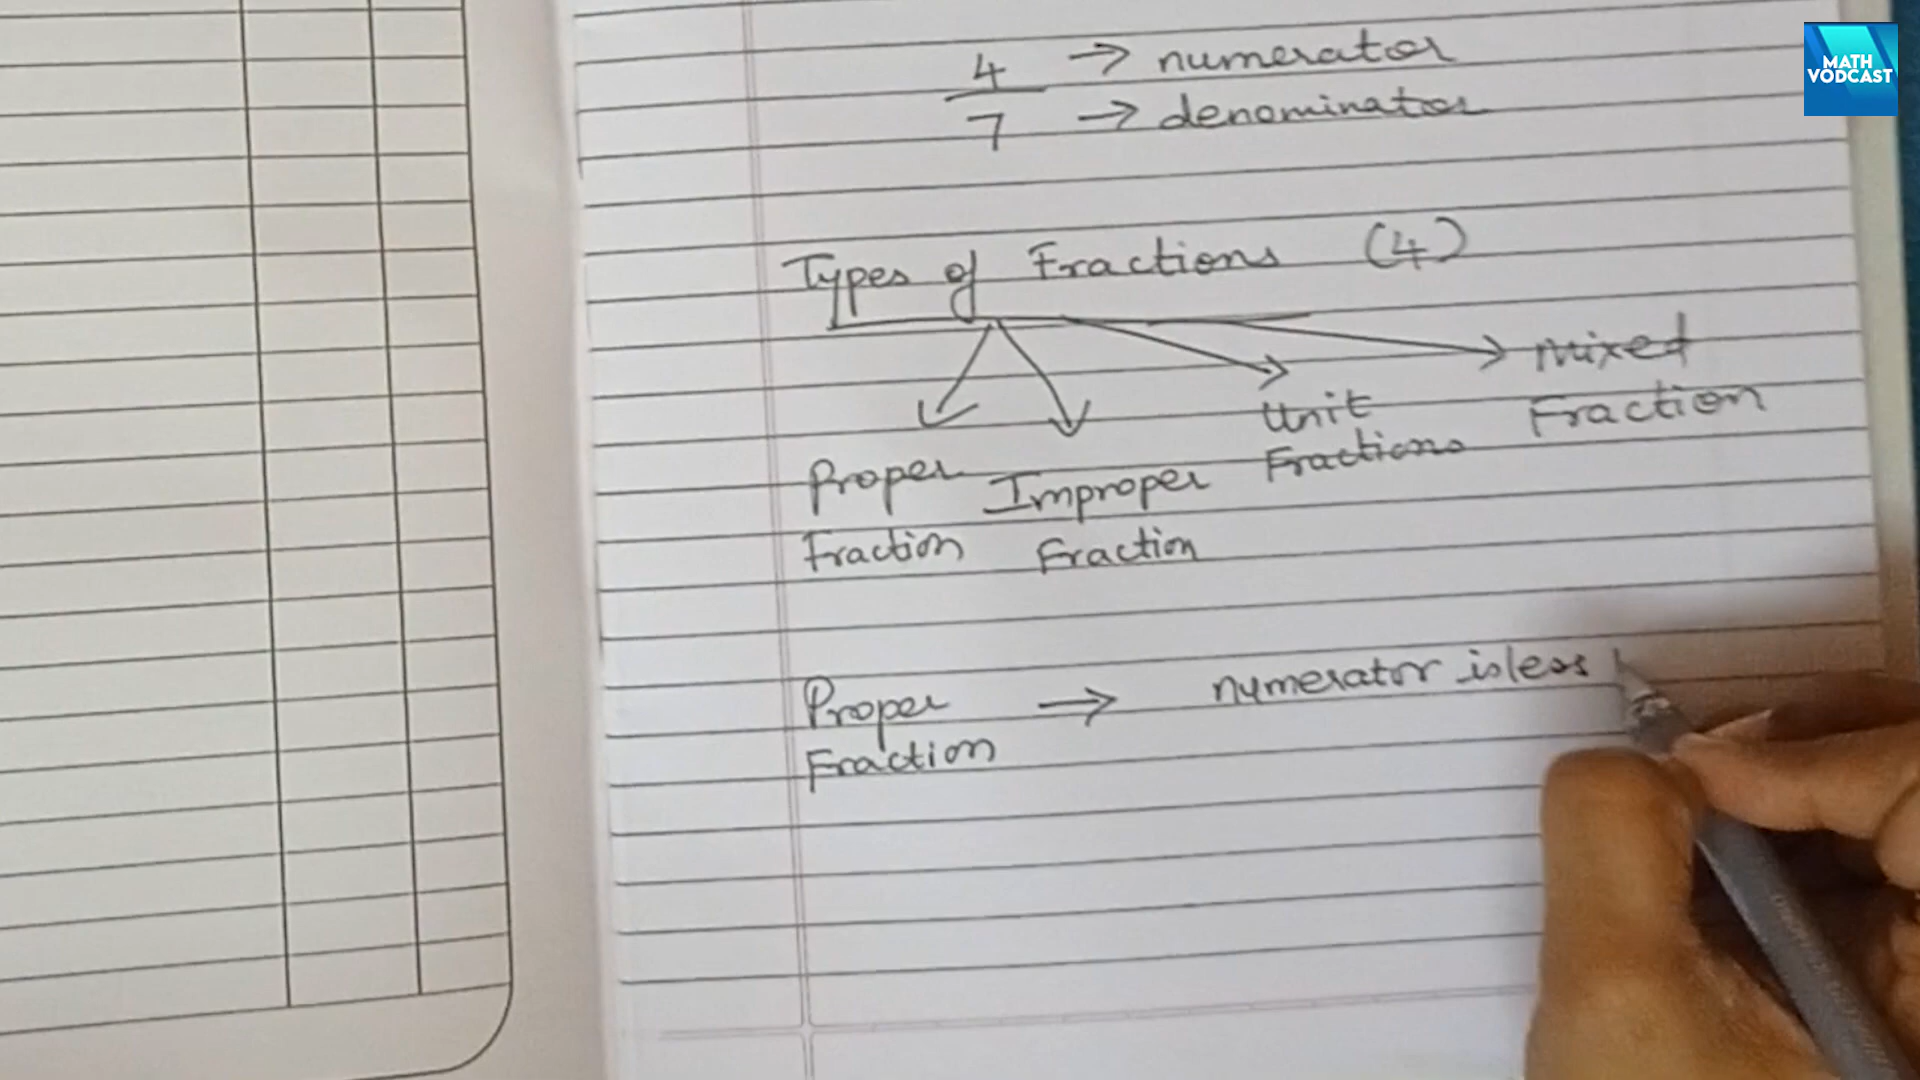 MATH
VODCAST
4 → numerator
7 → denominator
Types of Fractions (4)
Proper Fraction
Improper Fraction
Unit Fractions
Mixed Fraction
Proper Fraction → numerator is less